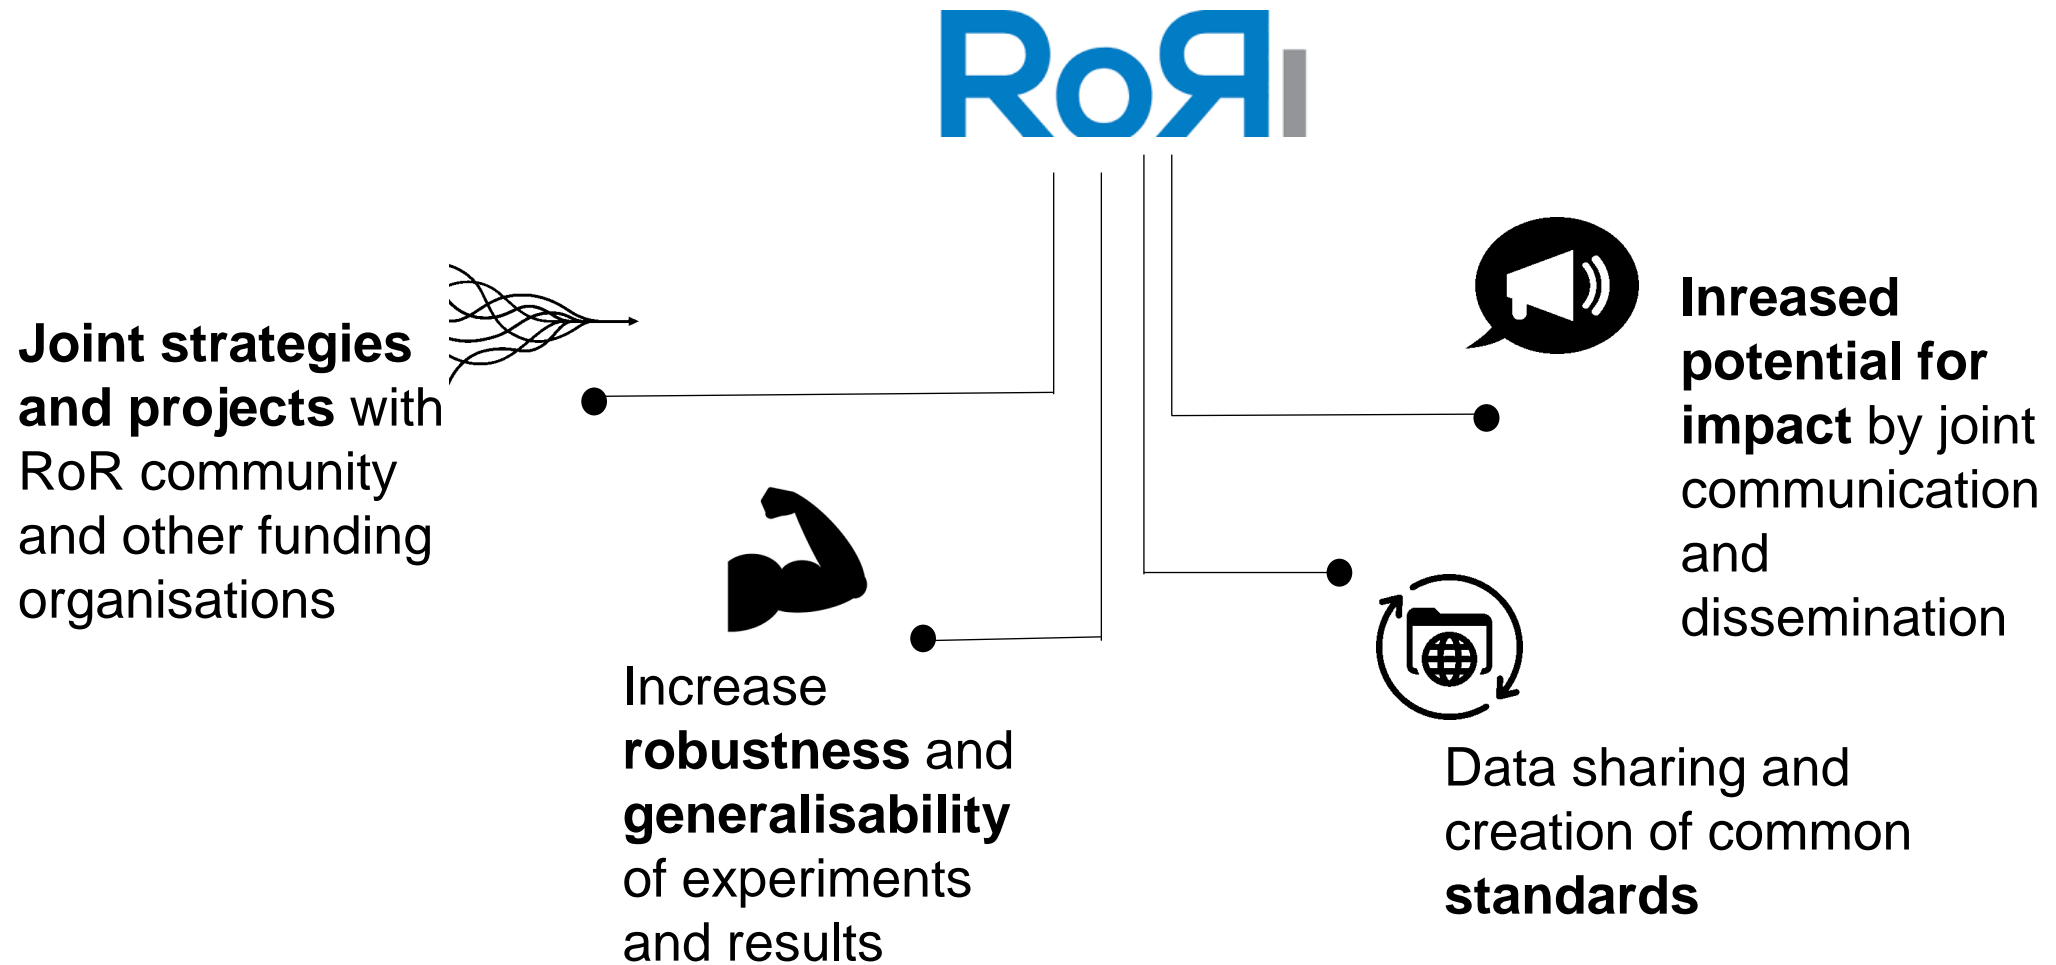 RoRI
Joint strategies
and projects with
RoR community
and other funding
organisations
Increase
robustness and
generalisability
of experiments
and results
Inreased
potential for
impact by joint
communication
and
dissemination
Data sharing and
creation of common
standards